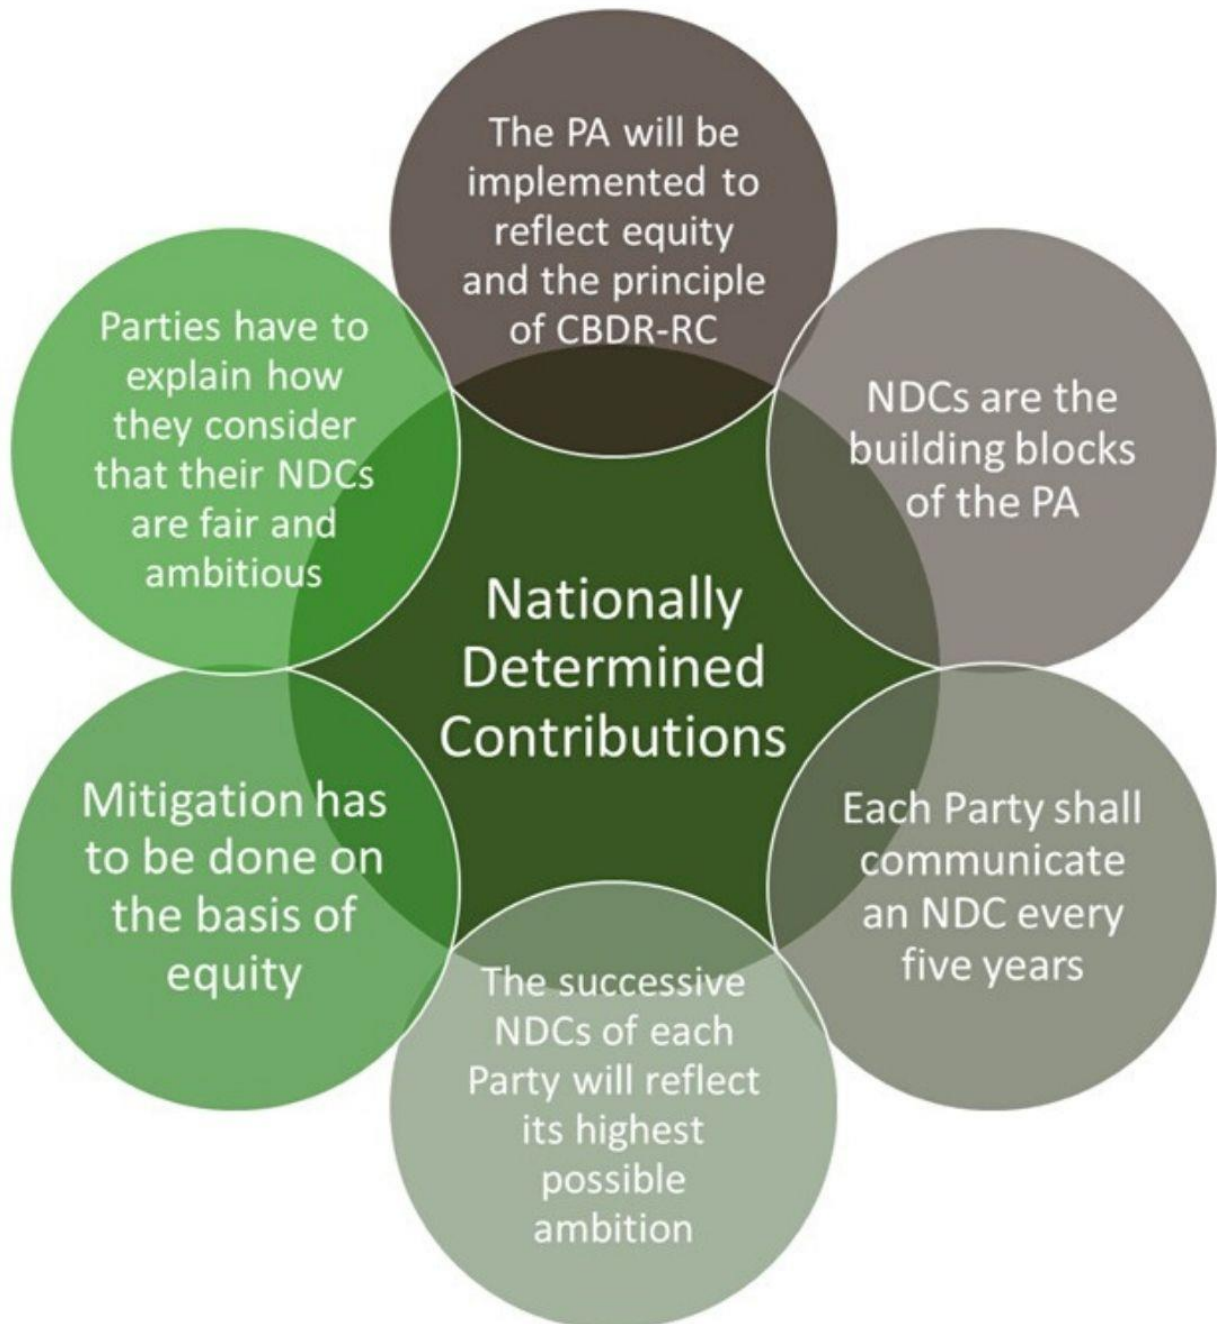 The PA will be
implemented to
reflect equity
and the principle
of CBDR-RC
NDCs are the
building blocks
of the PA
Each Party shall
communicate
an NDC every
five years
The successive
NDCs of each
Party will reflect
its highest
possible
ambition
Mitigation has
to be done on
the basis of
equity
Parties have to
explain how
they consider
that their NDCs
are fair and
ambitious
Nationally
Determined
Contributions